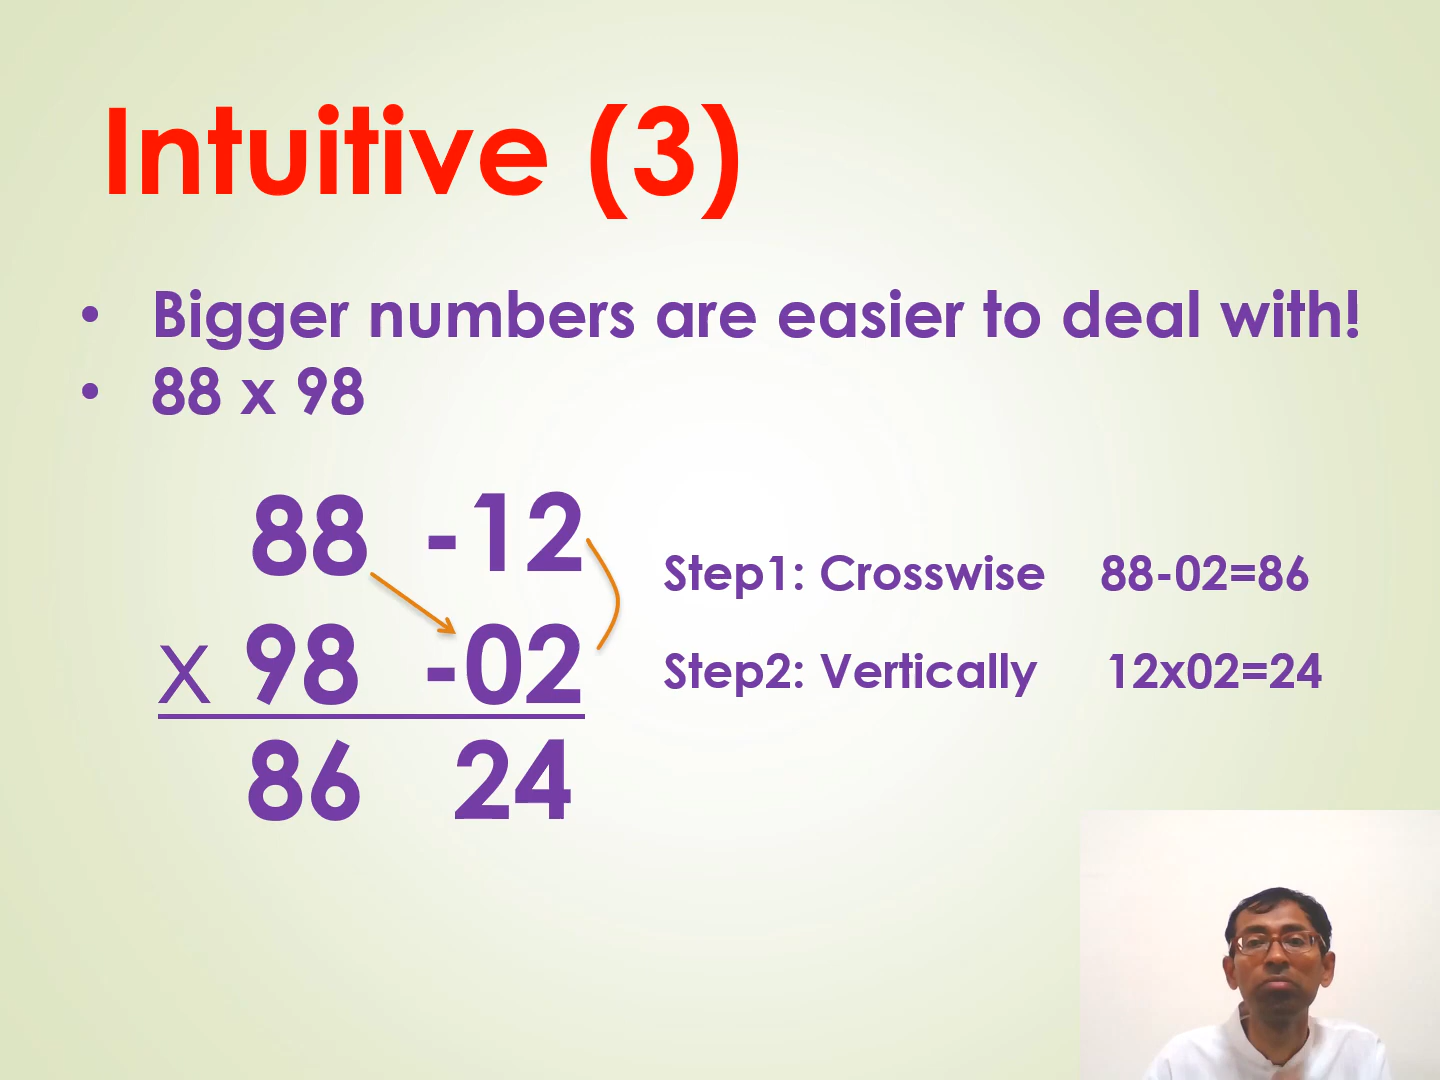 Intuitive (3)
• Bigger numbers are easier to deal with!
• 88 x 98
88 -12
X 98 -02
86 24
Step1: Crosswise 88-02=86
Step2: Vertically 12x02=24